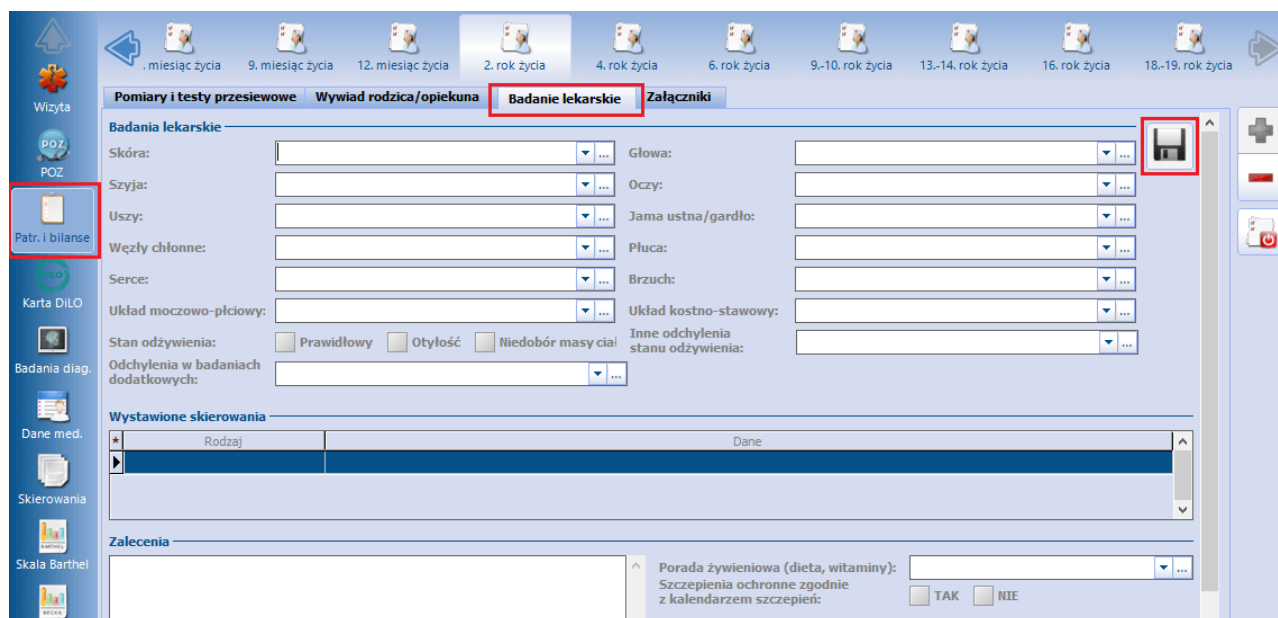 . miesiąc życia 9. miesiąc życia 12. miesiąc życia 2. rok życia 4. rok życia 6. rok życia 9.-10. rok życia 13.-14. rok życia 16. rok życia 18.-19. rok życia
Wizyta
POZ
POZ
Patr. i bilanse
DiLO
Karta DiLO
Badania diag.
Dane med.
Skierowania
BARTHEL
Skala Barthel
BECKA
Pomiary i testy przesiewowe Wywiad rodzica/opiekuna Badanie lekarskie Załączniki
Badania lekarskie
Skóra: ... Głowa: ...
Szyja: ... Oczy: ...
Uszy: ... Jama ustna/gardło: ...
Węzły chłonne: ... Płuca: ...
Serce: ... Brzuch: ...
Układ moczowo-płciowy: ... Układ kostno-stawowy: ...
Stan odżywienia: Prawidłowy Otyłość Niedobór masy ciał
Inne odchylenia
stanu odżywienia: ...
Odchylenia w badaniach
dodatkowych: ...
Wystawione skierowania
* Rodzaj Dane
Zalecenia
Porada żywieniowa (dieta, witaminy): ...
Szczepienia ochronne zgodnie
z kalendarzem szczepień: TAK NIE